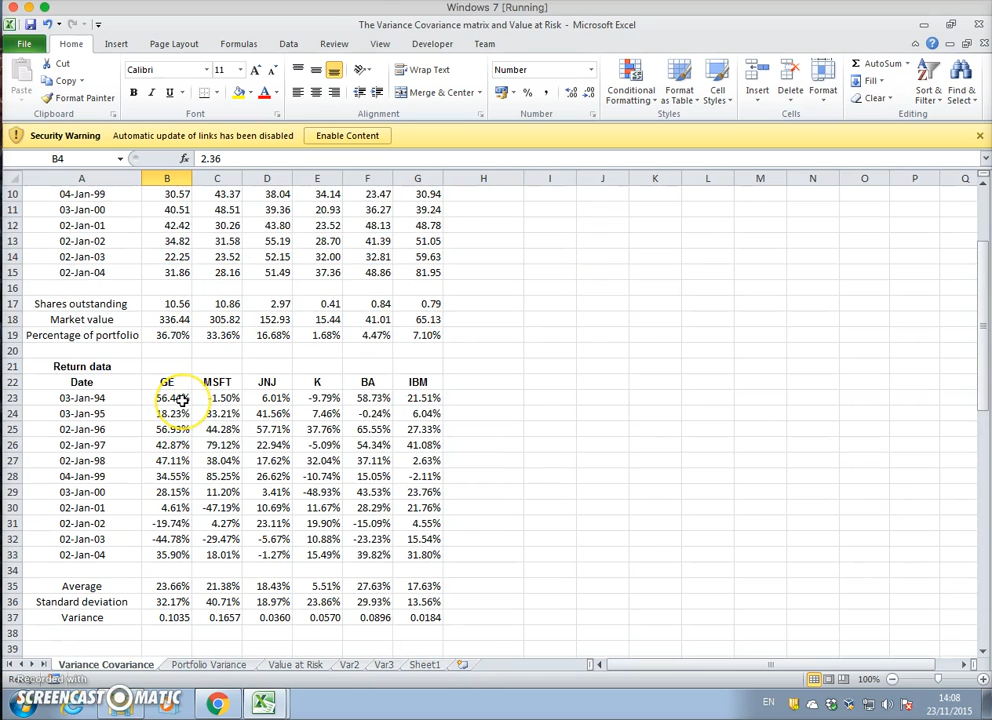 Windows 7 [Running]
The Variance Covariance matrix and Value at Risk - Microsoft Excel
File Home Insert Page Layout Formulas Data Review View Developer Team
Paste Cut Copy Format Painter
Calibri 11 A A Wrap Text Number
B I U Merge & Center % ,
Conditional Formatting Format as Table Cell Styles
Insert Delete Format
AutoSum Fill Clear
Sort & Filter Find & Select
Clipboard Font Alignment Number Styles Cells Editing
Security Warning Automatic update of links has been disabled Enable Content
B4 fx 2.36
A B C D E F G H I J K L M N O P Q
10 04-Jan-99 30.57 43.37 38.04 34.14 23.47 30.94
11 03-Jan-00 40.51 48.51 39.36 20.93 36.27 39.24
12 02-Jan-01 42.42 30.26 43.80 23.52 48.13 48.78
13 02-Jan-02 34.82 31.58 55.19 28.70 41.39 51.05
14 02-Jan-03 22.25 23.52 52.15 32.00 32.81 59.63
15 02-Jan-04 31.86 28.16 51.49 37.36 48.86 81.95
16
17 Shares outstanding 10.56 10.86 2.97 0.41 0.84 0.79
18 Market value 336.44 305.82 152.93 15.44 41.01 65.13
19 Percentage of portfolio 36.70% 33.36% 16.68% 1.68% 4.47% 7.10%
20
21 Return data
22 Date GE MSFT JNJ K BA IBM
23 03-Jan-94 -1.50% 6.01% -9.79% 58.73% 21.51%
24 03-Jan-95 18.23% 33.21% 41.56% 7.46% -0.24% 6.04%
25 02-Jan-96 56.93% 44.28% 57.71% 37.76% 65.55% 27.33%
26 02-Jan-97 42.87% 79.12% 22.94% -5.09% 54.34% 41.08%
27 02-Jan-98 47.11% 38.04% 17.62% 32.04% 37.11% 2.63%
28 04-Jan-99 34.55% 85.25% 26.62% -10.74% 15.05% -2.11%
29 03-Jan-00 28.15% 11.20% 3.41% -48.93% 43.53% 23.76%
30 02-Jan-01 4.61% -47.19% 10.69% 11.67% 28.29% 21.76%
31 02-Jan-02 -19.74% 4.27% 23.11% 19.90% -15.09% 4.55%
32 02-Jan-03 -44.78% -29.47% -5.67% 10.88% -23.23% 15.54%
33 02-Jan-04 35.90% 18.01% -1.27% 15.49% 39.82% 31.80%
34
35 Average 23.66% 21.38% 18.43% 5.51% 27.63% 17.63%
36 Standard deviation 32.17% 40.71% 18.97% 23.86% 29.93% 13.56%
37 Variance 0.1035 0.1657 0.0360 0.0570 0.0896 0.0184
38
39
Variance Covariance Portfolio Variance Value at Risk Var2 Var3 Sheet1
100%
Recorded with
SCREENCAST-O-MATIC
EN 14:08
23/11/2015